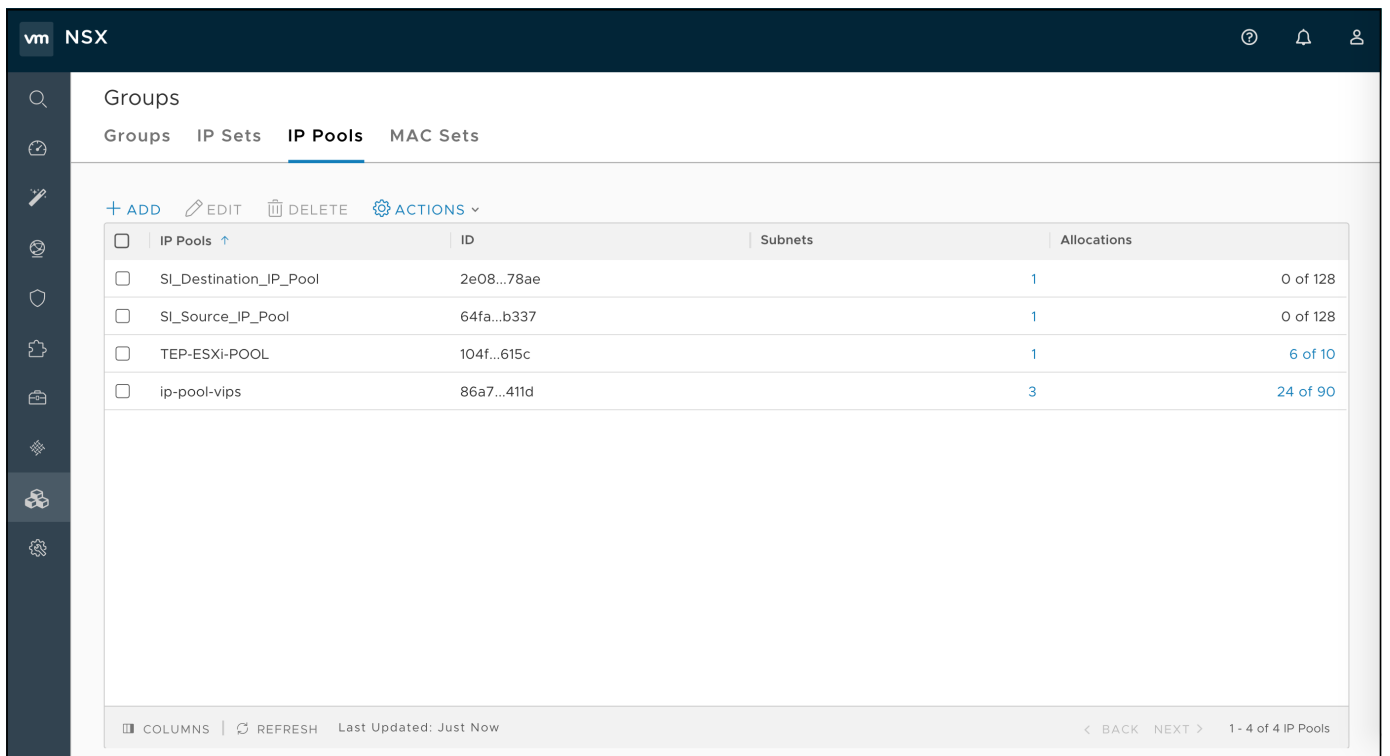 vm NSX
Groups
Groups IP Sets IP Pools MAC Sets
+ ADD EDIT DELETE ACTIONS
IP Pools ↑ ID Subnets Allocations
SI_Destination_IP_Pool 2e08...78ae 1 0 of 128
SI_Source_IP_Pool 64fa...b337 1 0 of 128
TEP-ESXi-POOL 104f...615c 1 6 of 10
ip-pool-vips 86a7...411d 3 24 of 90
COLUMNS REFRESH Last Updated: Just Now < BACK NEXT > 1 - 4 of 4 IP Pools